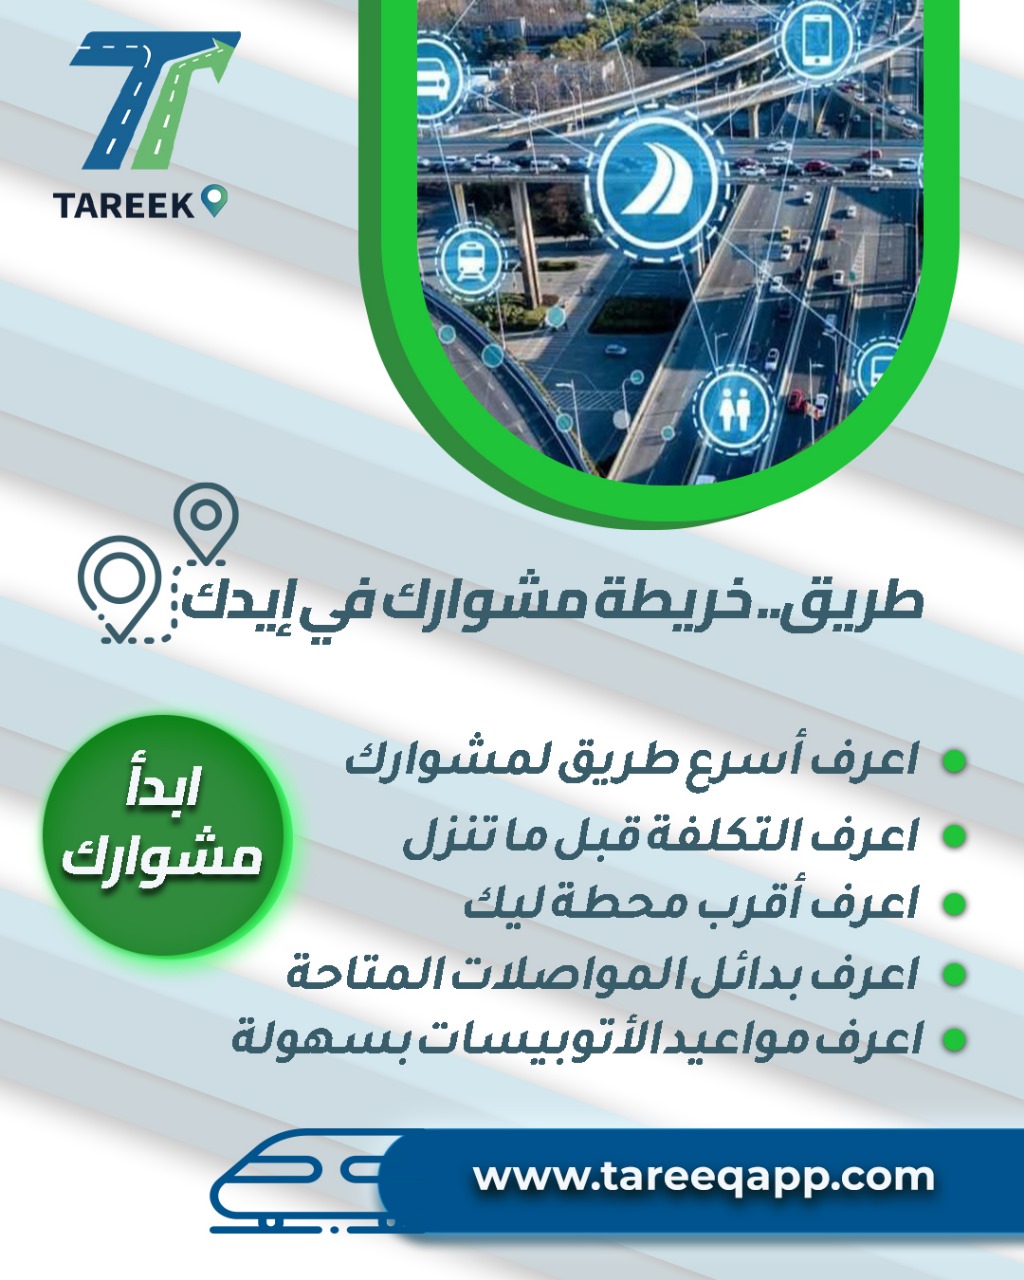 TAREEK
طريق.. خريطة مشوارك في إيدك
اعرف أسرع طريق لمشوارك
اعرف التكلفة قبل ما تنزل
اعرف أقرب محطة ليك
اعرف بدائل المواصلات المتاحة
اعرف مواعيد الأتوبيسات بسهولة
ابدأ
مشوارك
www.tareeqapp.com